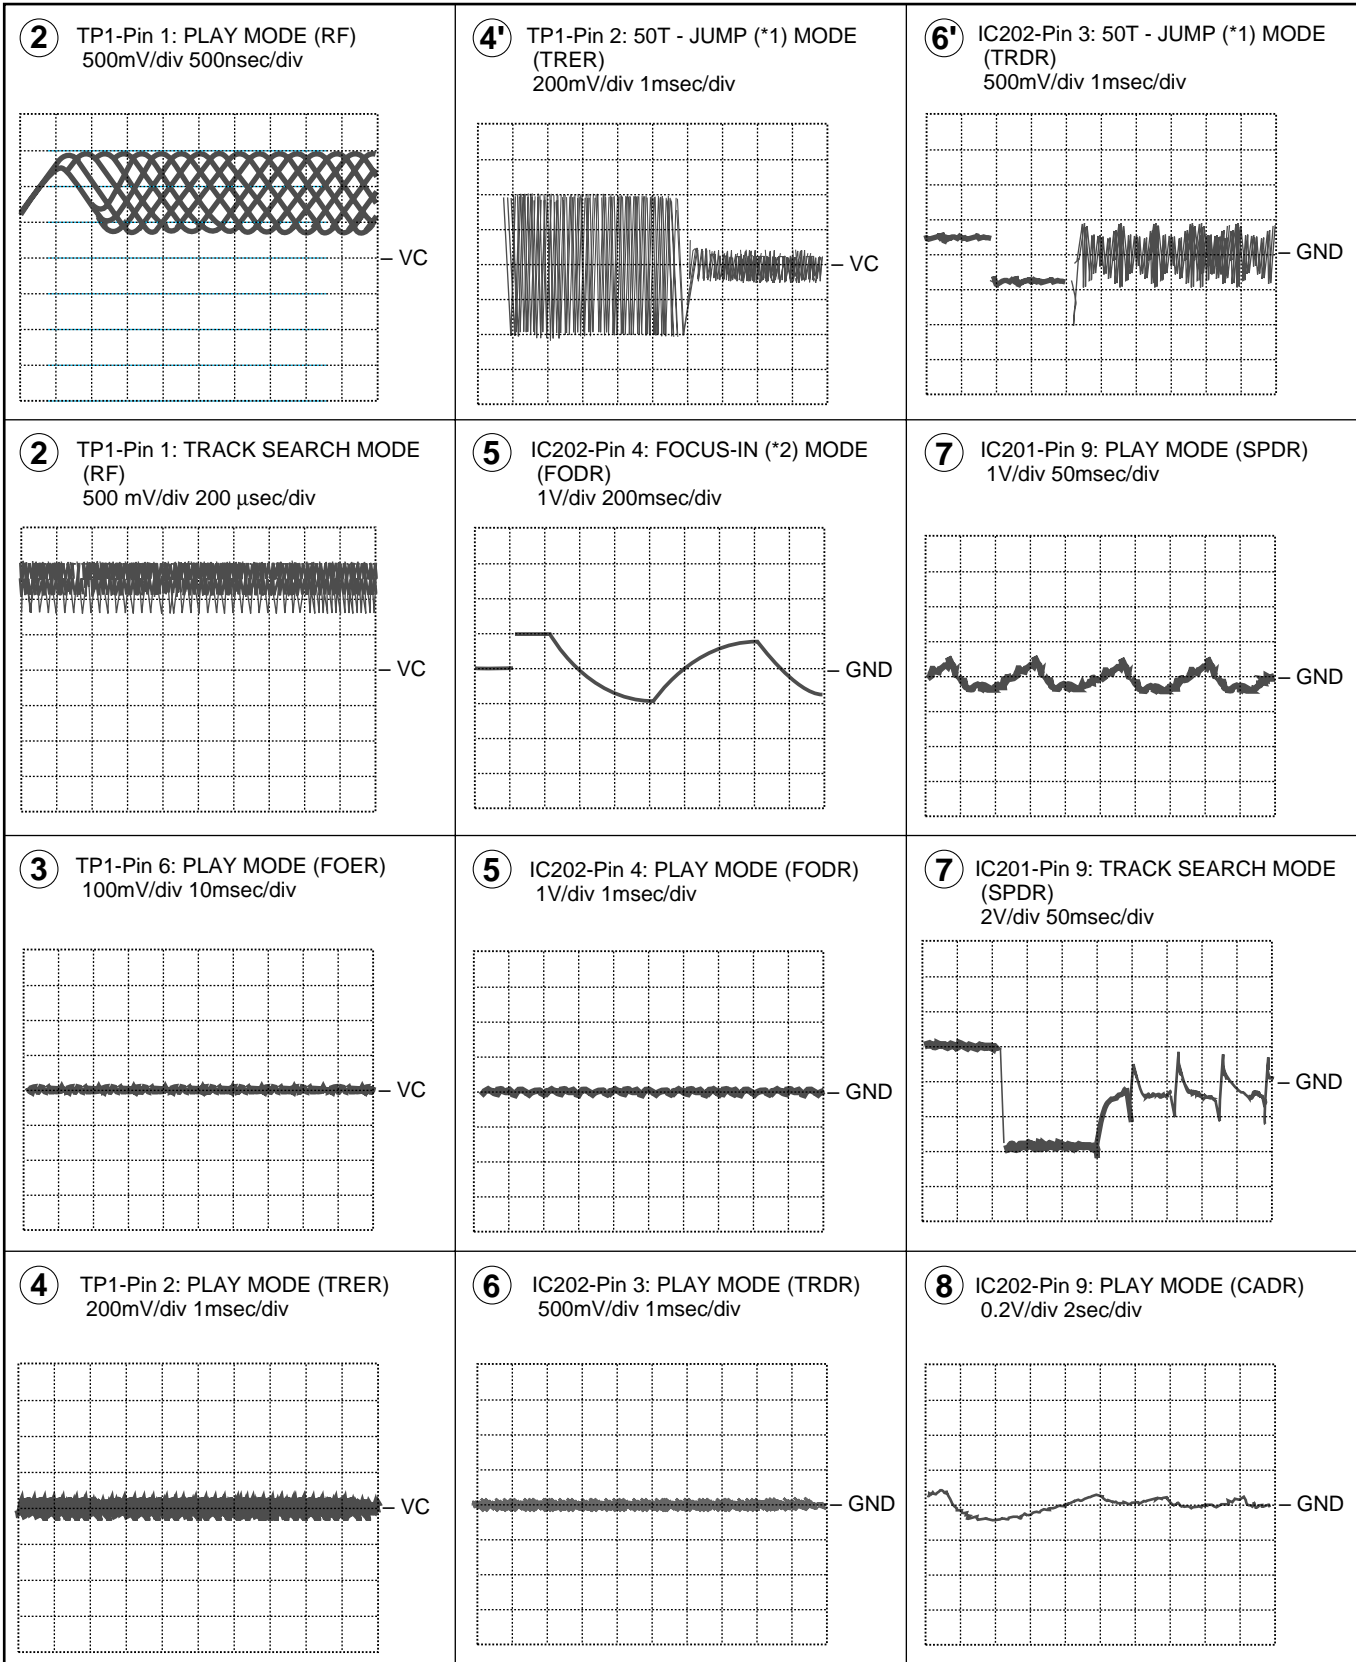 2
TP1-Pin 1: PLAY MODE (RF)
500mV/div 500nsec/div
– VC
4'
TP1-Pin 2: 50T - JUMP (*1) MODE
(TRER)
200mV/div 1msec/div
– VC
6'
IC202-Pin 3: 50T - JUMP (*1) MODE
(TRDR)
500mV/div 1msec/div
– GND
2
TP1-Pin 1: TRACK SEARCH MODE
(RF)
500 mV/div 200 µsec/div
– VC
5
IC202-Pin 4: FOCUS-IN (*2) MODE
(FODR)
1V/div 200msec/div
– GND
7
IC201-Pin 9: PLAY MODE (SPDR)
1V/div 50msec/div
– GND
3
TP1-Pin 6: PLAY MODE (FOER)
100mV/div 10msec/div
– VC
5
IC202-Pin 4: PLAY MODE (FODR)
1V/div 1msec/div
– GND
7
IC201-Pin 9: TRACK SEARCH MODE
(SPDR)
2V/div 50msec/div
– GND
4
TP1-Pin 2: PLAY MODE (TRER)
200mV/div 1msec/div
– VC
6
IC202-Pin 3: PLAY MODE (TRDR)
500mV/div 1msec/div
– GND
8
IC202-Pin 9: PLAY MODE (CADR)
0.2V/div 2sec/div
– GND